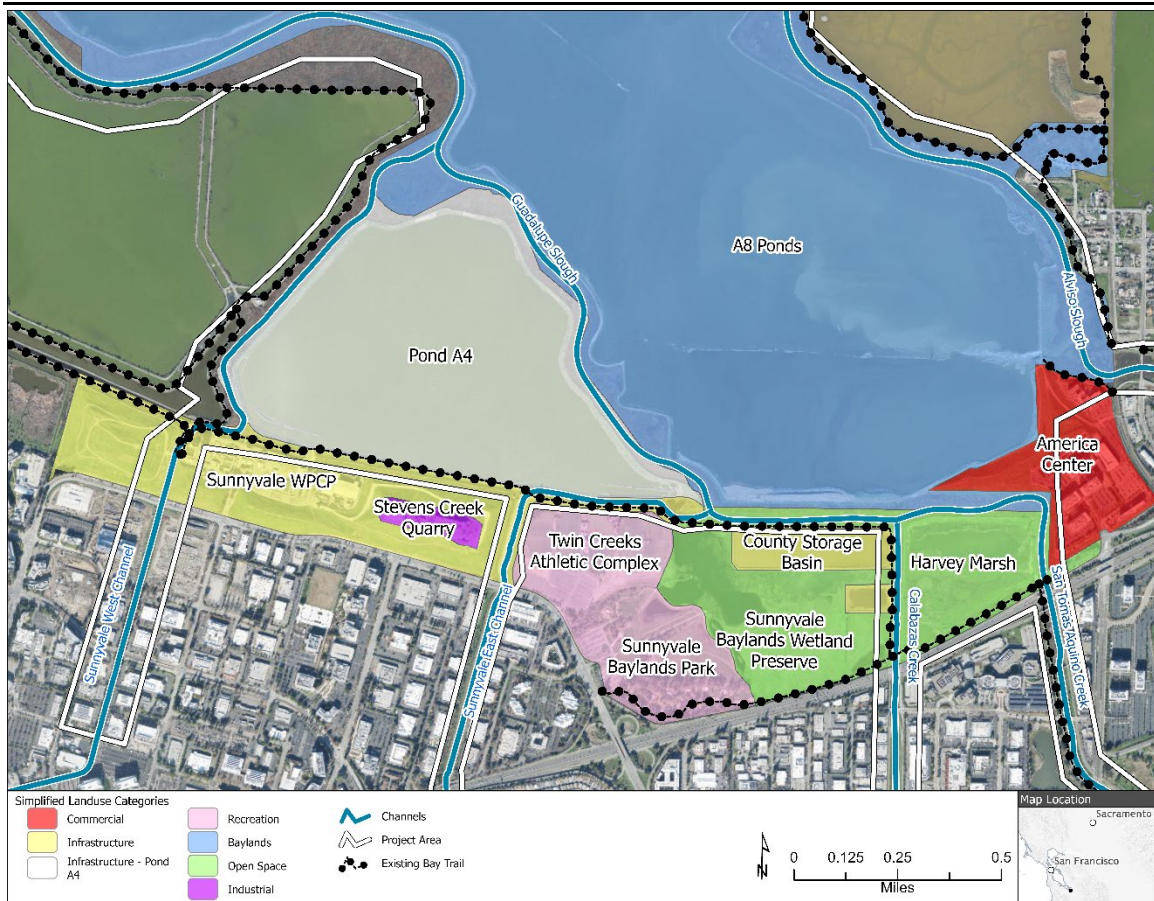 Guadalupe Slough
A8 Ponds
Alviso Slough
Pond A4
America
Center
Sunnyvale WPCP
Stevens Creek
Quarry
Twin Creeks
Athletic Complex
County Storage
Basin
Harvey Marsh
Sunnyvale West Channel
Sunnyvale East Channel
Sunnyvale
Baylands Park
Sunnyvale
Baylands Wetland
Preserve
Calabazas Creek
San Tomas Aquino Creek
Simplified Landuse Categories
Commercial
Infrastructure
Infrastructure - Pond
A4
Recreation
Baylands
Open Space
Industrial
Channels
Project Area
Existing Bay Trail
N
0 0.125 0.25 0.5
Miles
Map Location
Sacramento
San Francisco